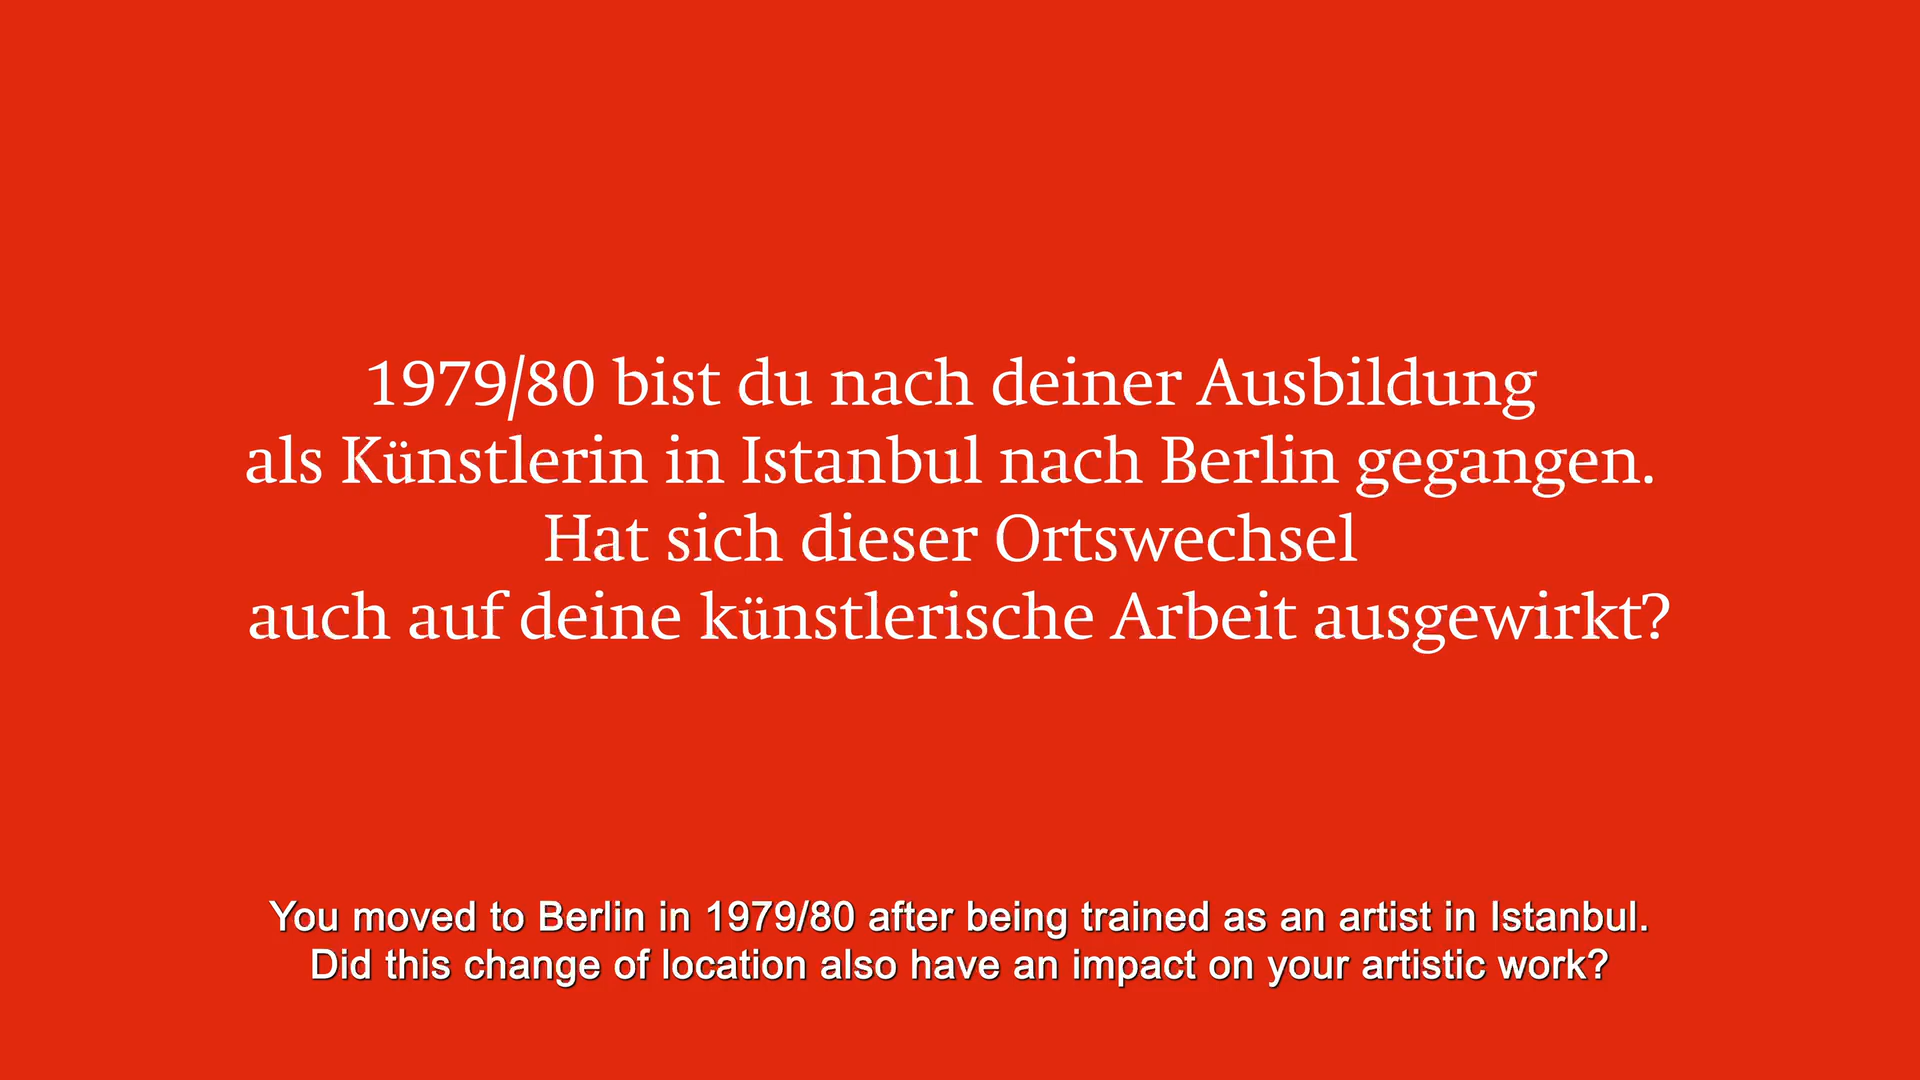 1979/80 bist du nach deiner Ausbildung
als Künstlerin in Istanbul nach Berlin gegangen.
Hat sich dieser Ortswechsel
auch auf deine künstlerische Arbeit ausgewirkt?
You moved to Berlin in 1979/80 after being trained as an artist in Istanbul.
Did this change of location also have an impact on your artistic work?